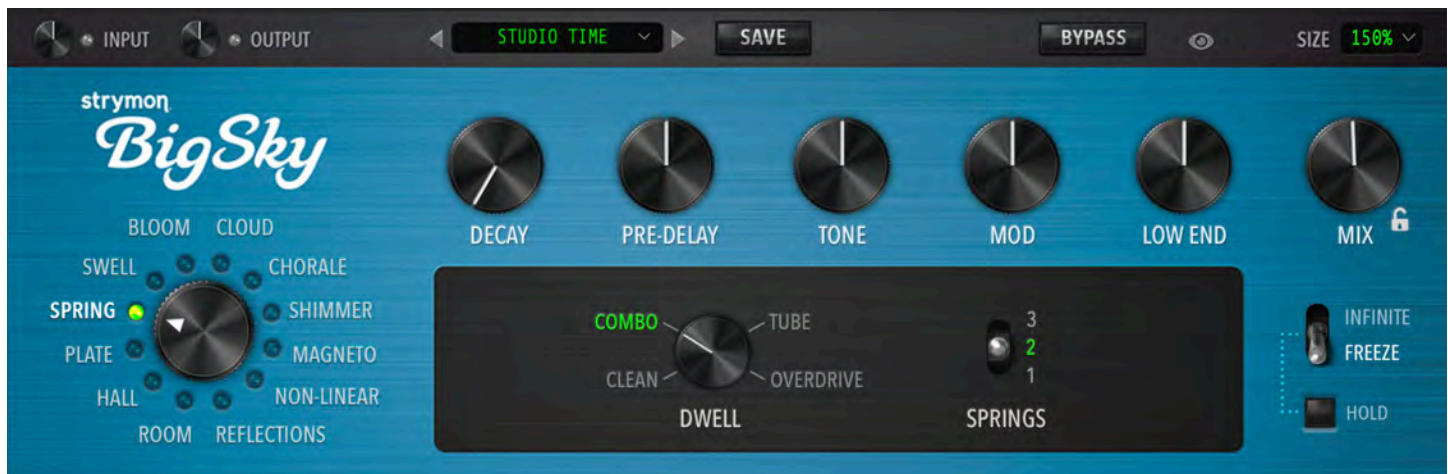 INPUT
OUTPUT
STUDIO TIME
SAVE
BYPASS
SIZE 150%
strymon
BigSky
DECAY
PRE-DELAY
TONE
MOD
LOW END
MIX
BLOOM
CLOUD
SWELL
CHORALE
SPRING
SHIMMER
PLATE
MAGNETO
HALL
NON-LINEAR
ROOM
REFLECTIONS
COMBO
TUBE
CLEAN
OVERDRIVE
DWELL
3
2
1
SPRINGS
INFINITE
FREEZE
HOLD